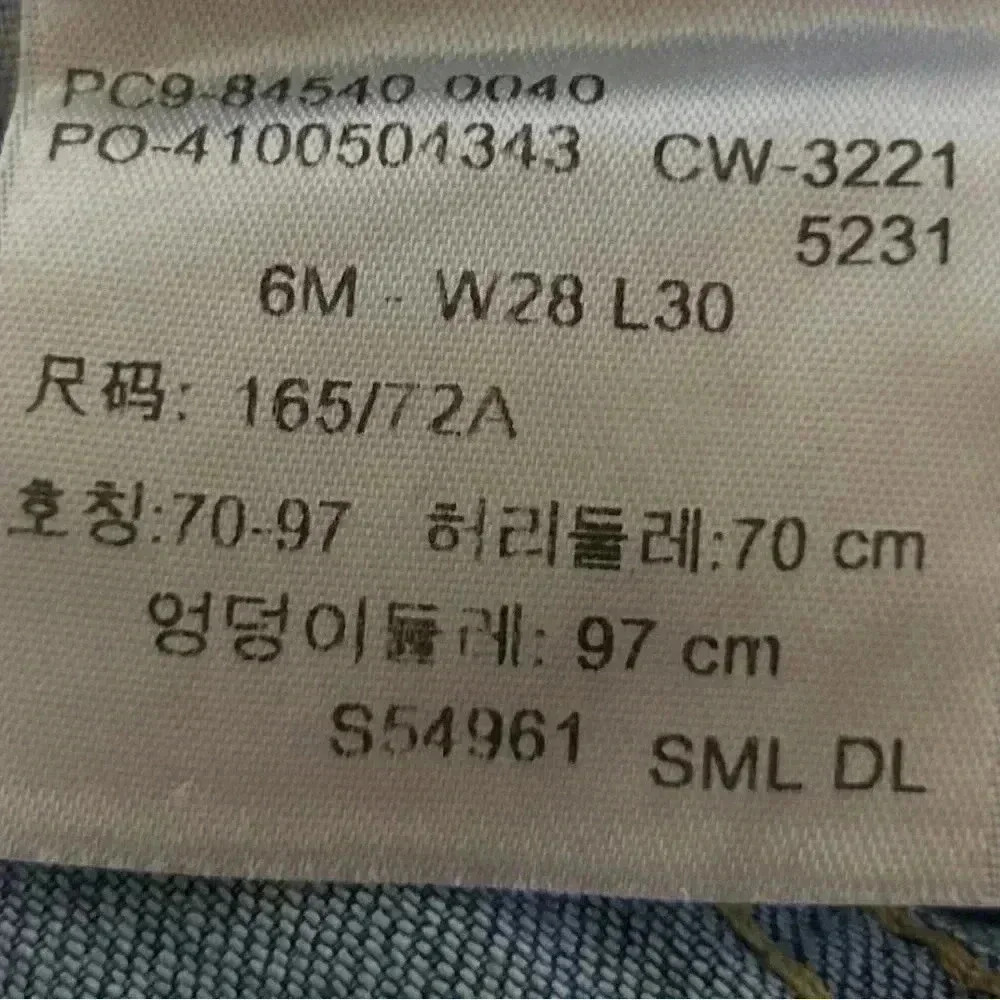 PC9-84540 0040
PO-4100501343 CW-3221
5231
6M - W28 L30
尺码: 165/72A
호칭:70-97 허리둘레:70 cm
엉덩이둘레: 97 cm
S54961 SML DL